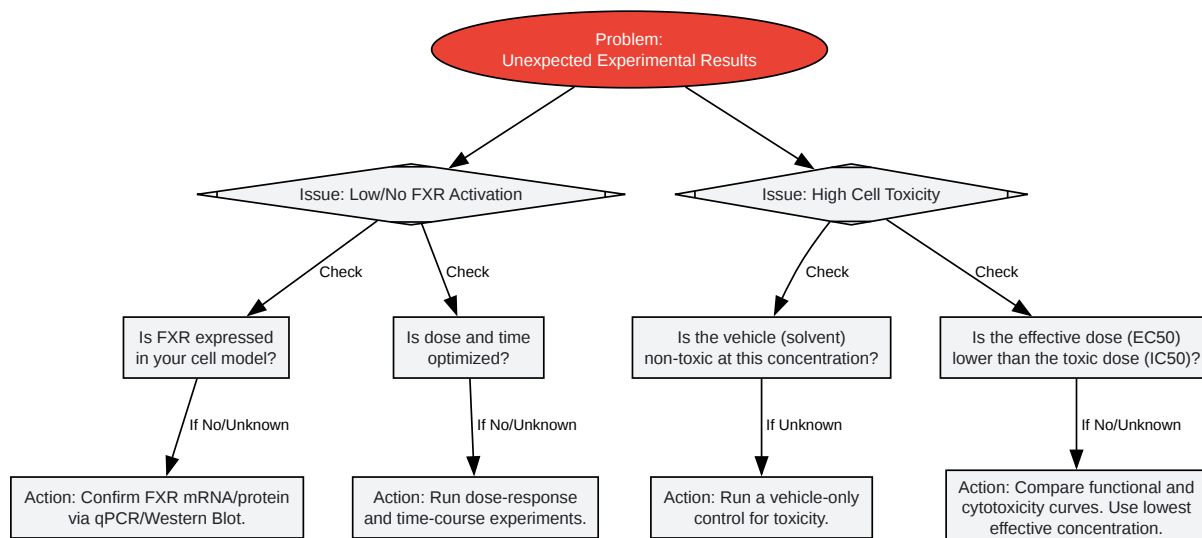 Problem:
Unexpected Experimental Results
Issue: Low/No FXR Activation
Issue: High Cell Toxicity
Check
Check
Check
Check
Is FXR expressed
in your cell model?
Is dose and time
optimized?
Is the vehicle (solvent)
non-toxic at this concentration?
Is the effective dose (EC50)
lower than the toxic dose (IC50)?
If No/Unknown
If No/Unknown
If Unknown
If No/Unknown
Action: Confirm FXR mRNA/protein
via qPCR/Western Blot.
Action: Run dose-response
and time-course experiments.
Action: Run a vehicle-only
control for toxicity.
Action: Compare functional and
cytotoxicity curves. Use lowest
effective concentration.